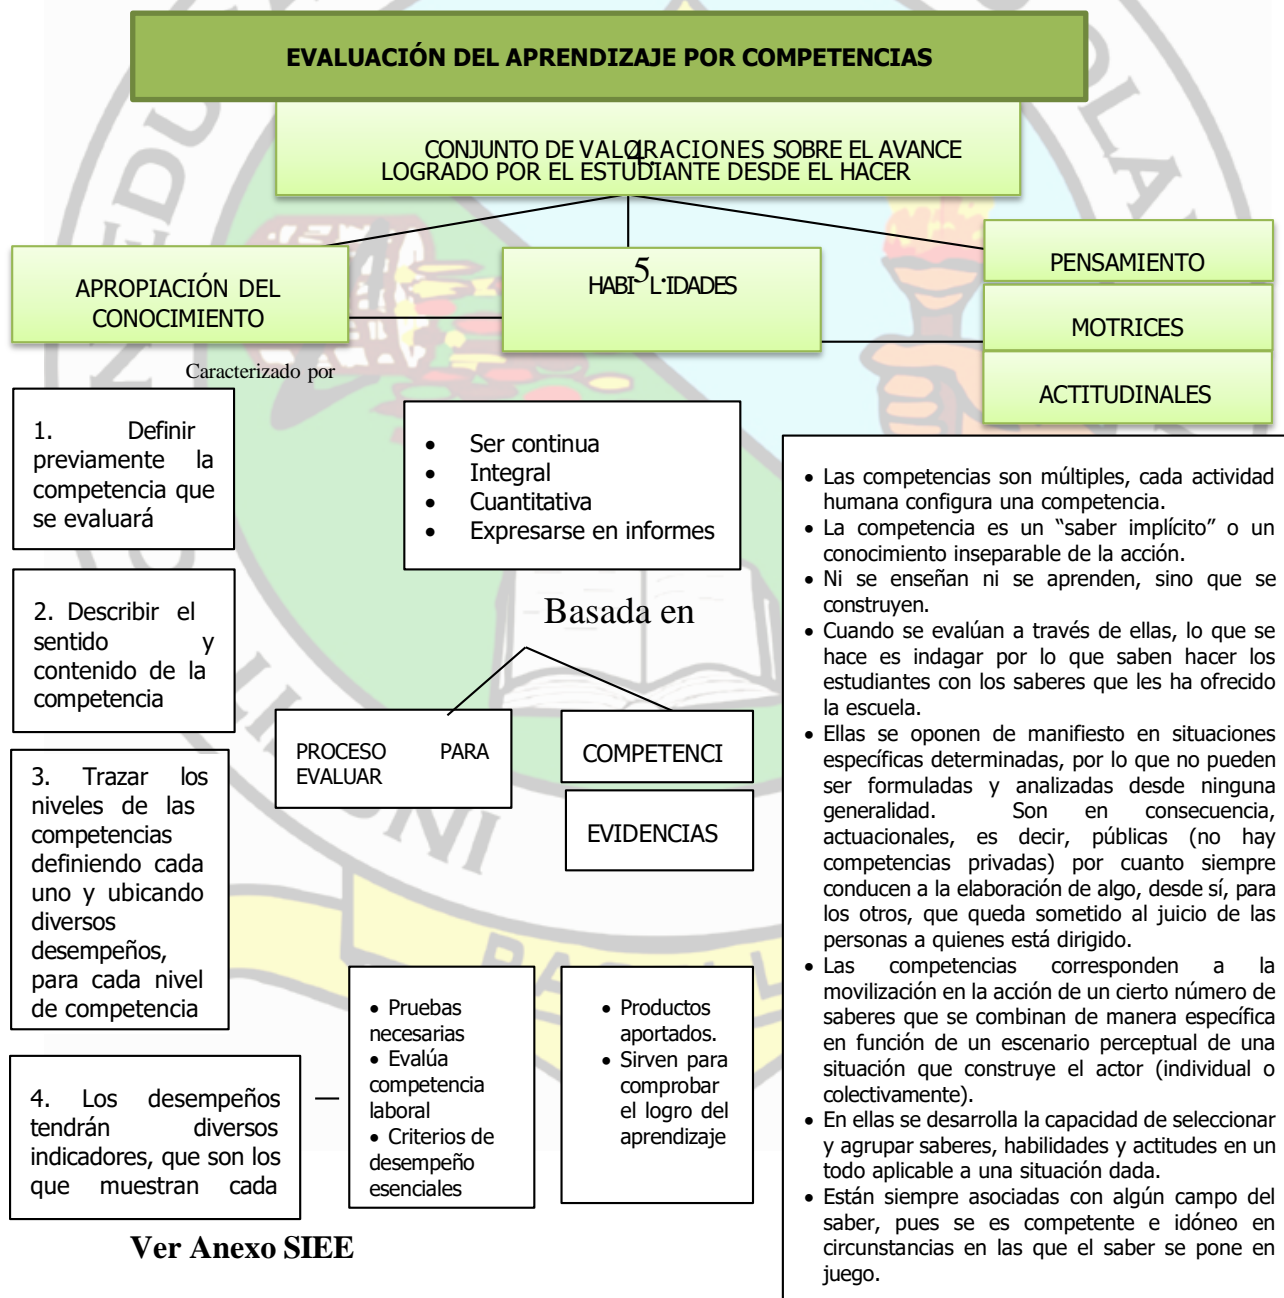 EVALUACIÓN DEL APRENDIZAJE POR COMPETENCIAS
CONJUNTO DE VALORACIONES SOBRE EL AVANCE
LOGRADO POR EL ESTUDIANTE DESDE EL HACER
4.
APROPIACIÓN DEL
CONOCIMIENTO
5.
HABILIDADES
PENSAMIENTO
MOTRICES
ACTITUDINALES
Caracterizado por
1. Definir
previamente la
competencia que
se evaluará
2. Describir el
sentido y
contenido de la
competencia
3. Trazar los
niveles de las
competencias
definiendo cada
uno y ubicando
diversos
desempeños,
para cada nivel
de competencia
4. Los desempeños
tendrán diversos
indicadores, que son los
que muestran cada
• Ser continua
• Integral
• Cuantitativa
• Expresarse en informes
Basada en
PROCESO PARA
EVALUAR
COMPETENCI
EVIDENCIAS
• Pruebas
necesarias
• Evalúa
competencia
laboral
• Criterios de
desempeño
esenciales
• Productos
aportados.
• Sirven para
comprobar
el logro del
aprendizaje
• Las competencias son múltiples, cada actividad
humana configura una competencia.
• La competencia es un “saber implícito” o un
conocimiento inseparable de la acción.
• Ni se enseñan ni se aprenden, sino que se
construyen.
• Cuando se evalúan a través de ellas, lo que se
hace es indagar por lo que saben hacer los
estudiantes con los saberes que les ha ofrecido
la escuela.
• Ellas se oponen de manifiesto en situaciones
específicas determinadas, por lo que no pueden
ser formuladas y analizadas desde ninguna
generalidad. Son en consecuencia,
actuacionales, es decir, públicas (no hay
competencias privadas) por cuanto siempre
conducen a la elaboración de algo, desde sí, para
los otros, que queda sometido al juicio de las
personas a quienes está dirigido.
• Las competencias corresponden a la
movilización en la acción de un cierto número de
saberes que se combinan de manera específica
en función de un escenario perceptual de una
situación que construye el actor (individual o
colectivamente).
• En ellas se desarrolla la capacidad de seleccionar
y agrupar saberes, habilidades y actitudes en un
todo aplicable a una situación dada.
• Están siempre asociadas con algún campo del
saber, pues se es competente e idóneo en
circunstancias en las que el saber se pone en
juego.
Ver Anexo SIEE